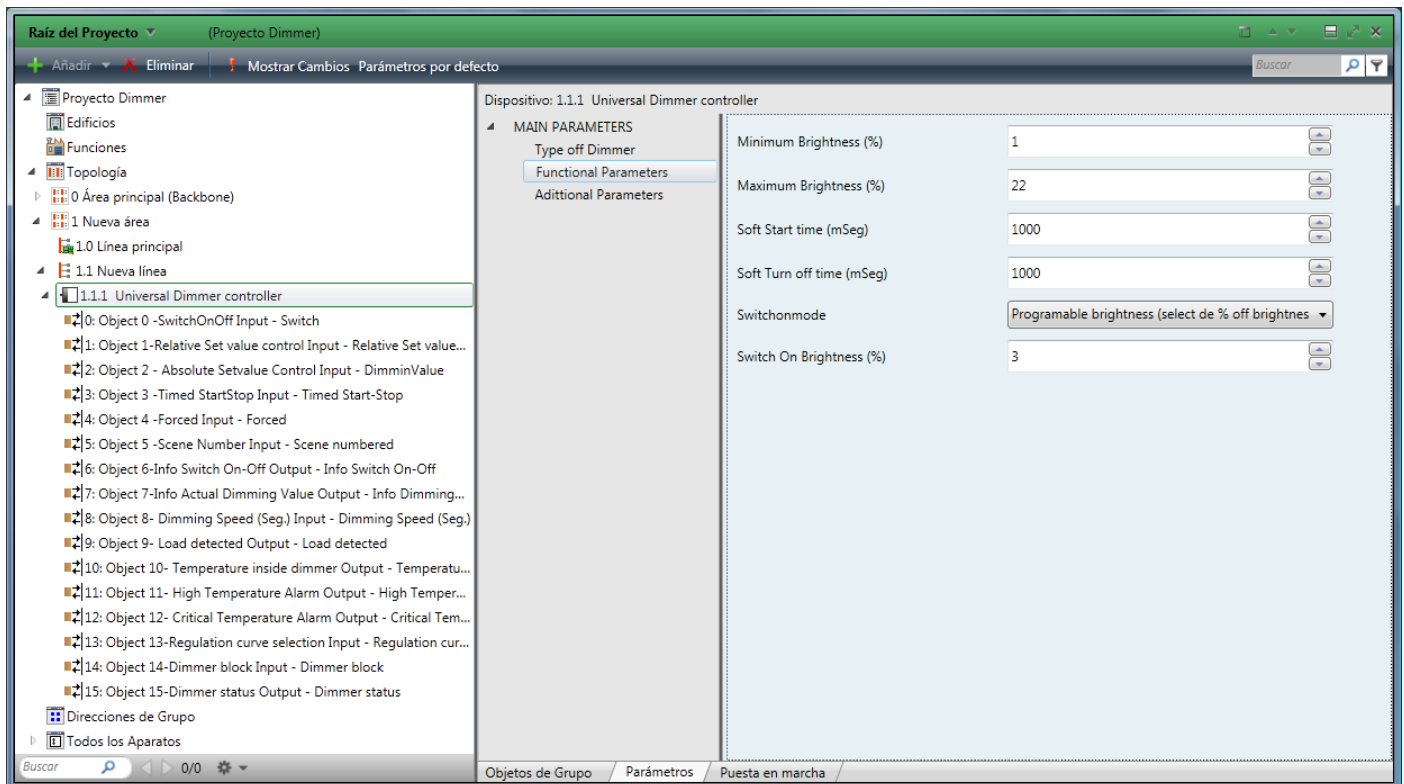 Raíz del Proyecto (Proyecto Dimmer)
Añadir Eliminar Mostrar Cambios Parámetros por defecto Buscar
Proyecto Dimmer
Edificios
Funciones
Topología
0 Área principal (Backbone)
1 Nueva área
1.0 Línea principal
1.1 Nueva línea
1.1.1 Universal Dimmer controller
0: Object 0 -SwitchOnOff Input - Switch
1: Object 1-Relative Set value control Input - Relative Set value...
2: Object 2 - Absolute Setvalue Control Input - DimminValue
3: Object 3 -Timed StartStop Input - Timed Start-Stop
4: Object 4 -Forced Input - Forced
5: Object 5 -Scene Number Input - Scene numbered
6: Object 6-Info Switch On-Off Output - Info Switch On-Off
7: Object 7-Info Actual Dimming Value Output - Info Dimming...
8: Object 8- Dimming Speed (Seg.) Input - Dimming Speed (Seg.)
9: Object 9- Load detected Output - Load detected
10: Object 10- Temperature inside dimmer Output - Temperatu...
11: Object 11- High Temperature Alarm Output - High Temper...
12: Object 12- Critical Temperature Alarm Output - Critical Tem...
13: Object 13-Regulation curve selection Input - Regulation cur...
14: Object 14-Dimmer block Input - Dimmer block
15: Object 15-Dimmer status Output - Dimmer status
Direcciones de Grupo
Todos los Aparatos
Buscar 0/0
Dispositivo: 1.1.1 Universal Dimmer controller
MAIN PARAMETERS
Type off Dimmer
Functional Parameters
Adittional Parameters
Minimum Brightness (%) 1
Maximum Brightness (%) 22
Soft Start time (mSeg) 1000
Soft Turn off time (mSeg) 1000
Switchonmode Programable brightness (select de % off brightnes
Switch On Brightness (%) 3
Objetos de Grupo Parámetros Puesta en marcha